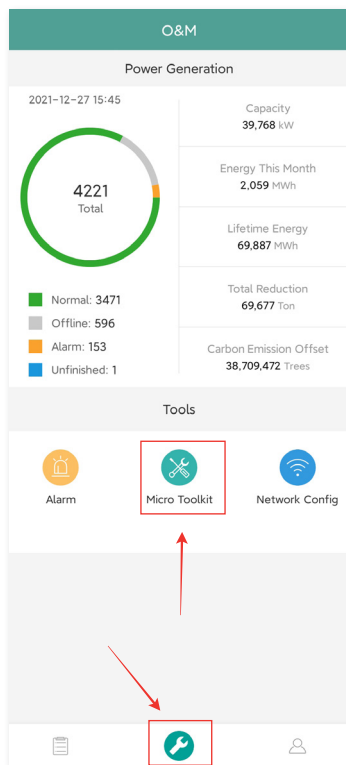 O&M
Power Generation
2021-12-27 15:45
4221
Total
Normal: 3471
Offline: 596
Alarm: 153
Unfinished: 1
Capacity
39,768 kW
Energy This Month
2,059 MWh
Lifetime Energy
69,887 MWh
Total Reduction
69,677 Ton
Carbon Emission Offset
38,709,472 Trees
Tools
Alarm
Micro Toolkit
Network Config